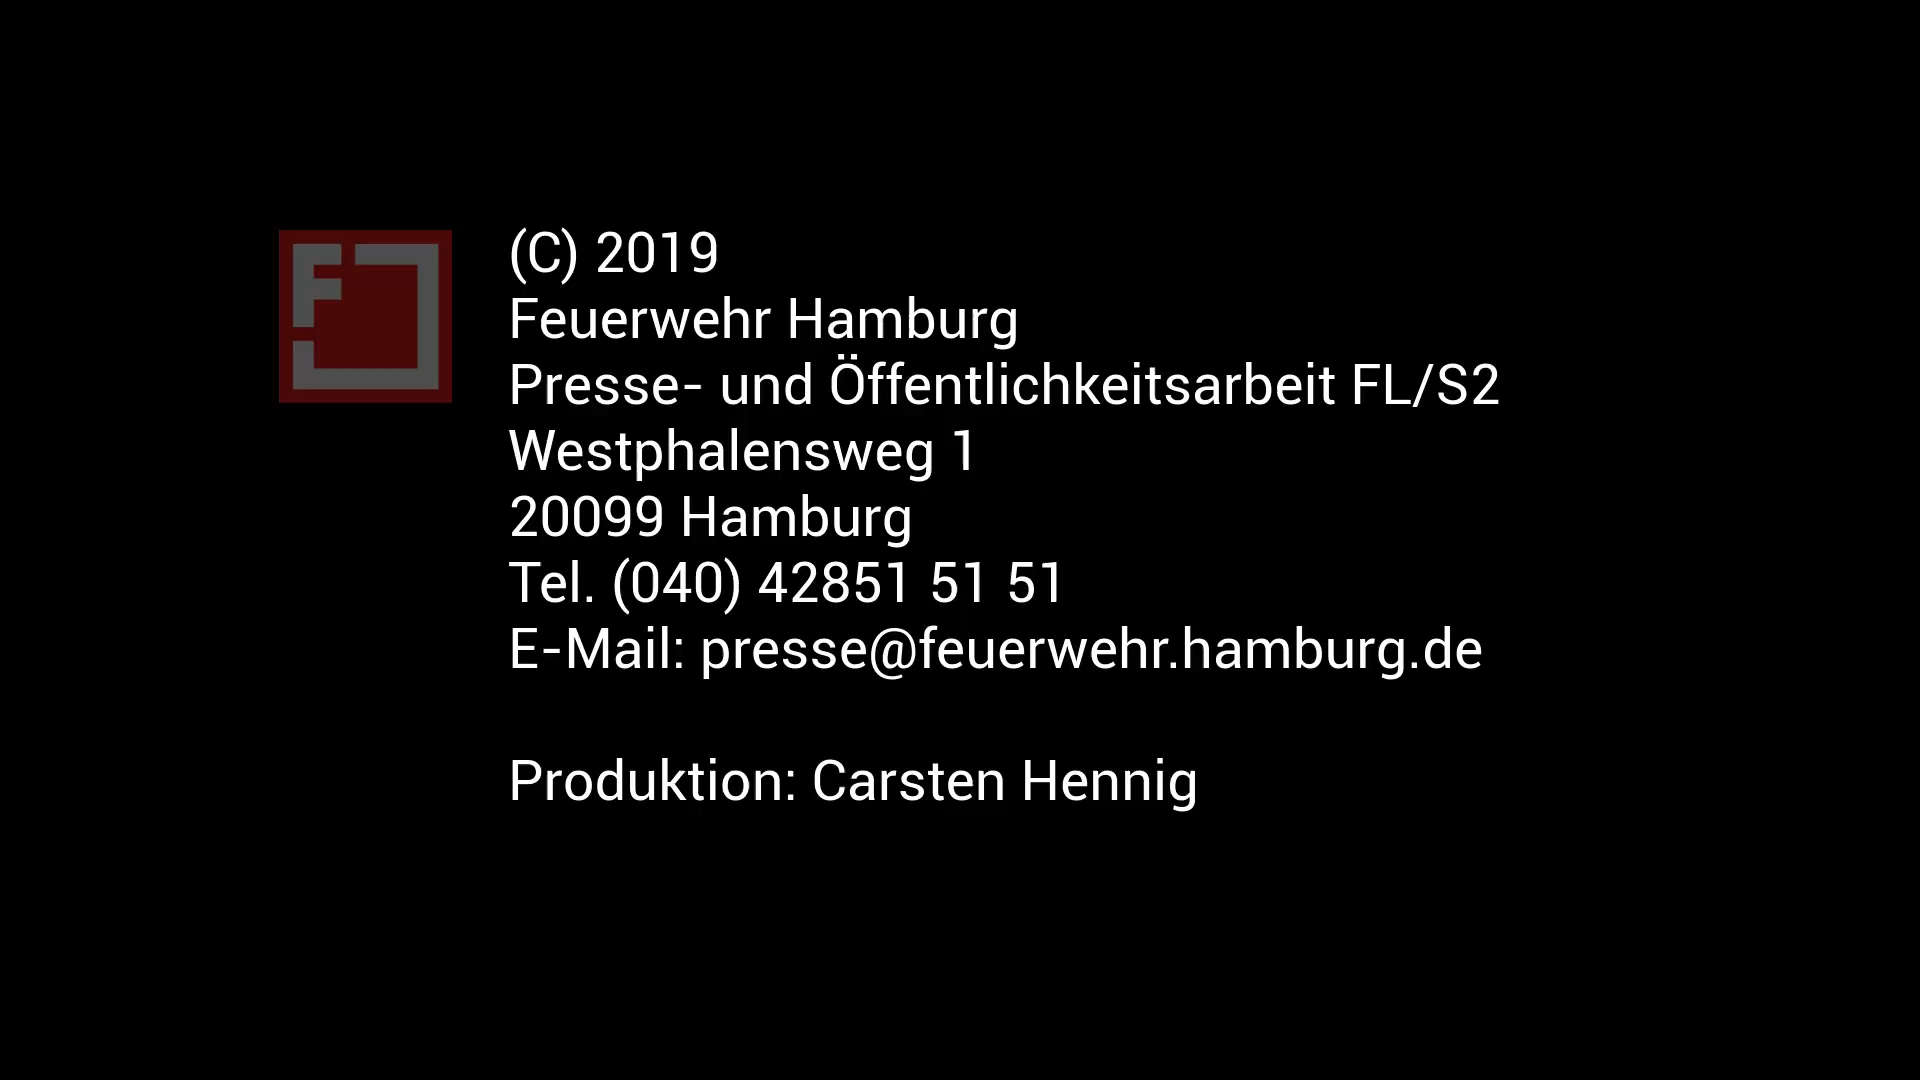 (C) 2019
Feuerwehr Hamburg
Presse- und Öffentlichkeitsarbeit FL/S2
Westphalensweg 1
20099 Hamburg
Tel. (040) 42851 51 51
E-Mail: presse@feuerwehr.hamburg.de
Produktion: Carsten Hennig